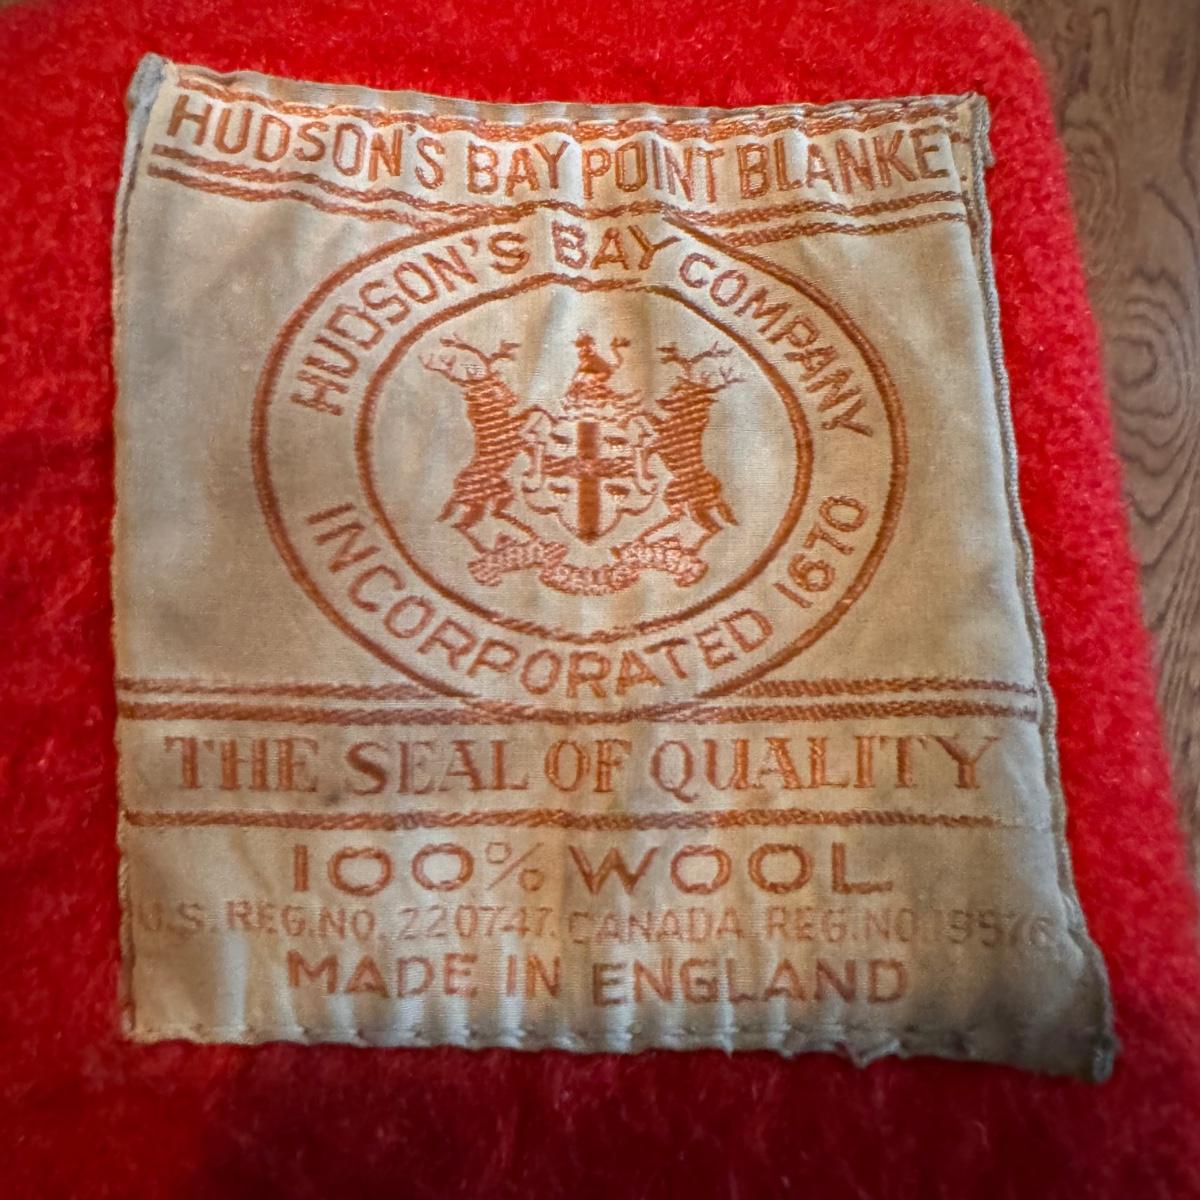 HUDSON'S BAY POINT BLANKE
HUDSON'S BAY COMPANY
INCORPORATED 1670
THE SEAL OF QUALITY
100% WOOL
U.S. REG. NO. 220747. CANADA REG. NO.
MADE IN ENGLAND